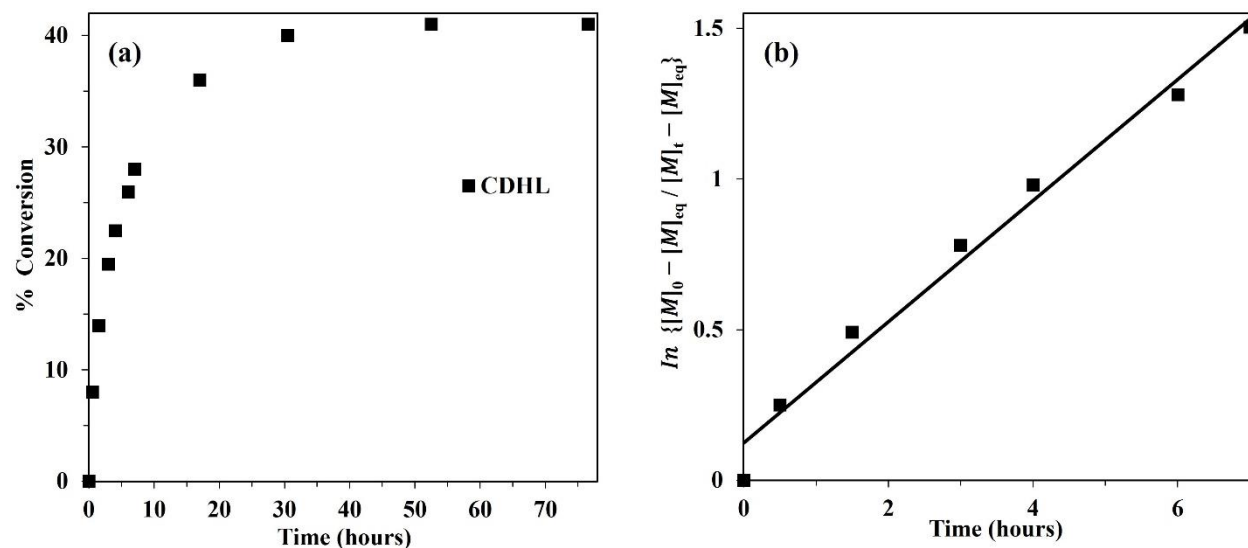 (a)
% Conversion
40
30
20
10
0
0 10 20 30 40 50 60 70
Time (hours)
CDHL
(b)
In {[M]₀ − [M]eq / [M]t − [M]eq}
1.5
1
0.5
0
0 2 4 6
Time (hours)